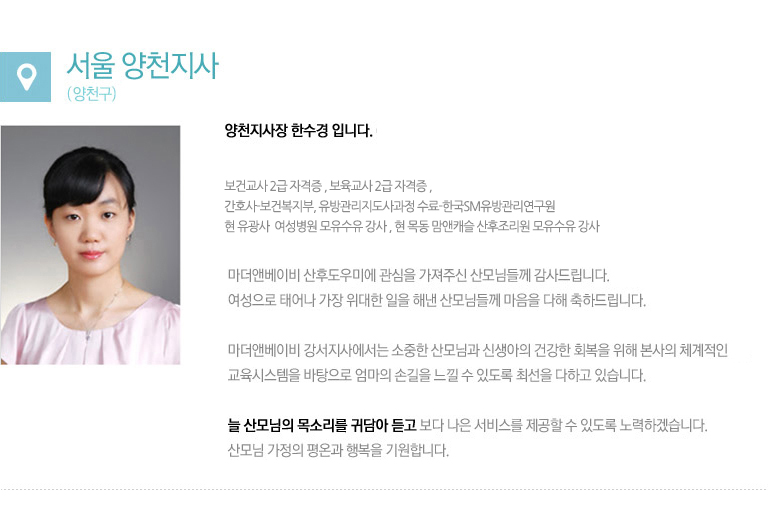 서울 양천지사
(양천구)
양천지사장 한수경 입니다.
보건교사 2급 자격증 , 보육교사 2급 자격증 ,
간호사-보건복지부, 유방관리지도사과정 수료-한국SM유방관리연구원
현 유광사 여성병원 모유수유 강사 , 현 목동 맘앤캐슬 산후조리원 모유수유 강사
마더앤베이비 산후도우미에 관심을 가져주신 산모님들께 감사드립니다.
여성으로 태어나 가장 위대한 일을 해낸 산모님들께 마음을 다해 축하드립니다.
마더앤베이비 강서지사에서는 소중한 산모님과 신생아의 건강한 회복을 위해 본사의 체계적인
교육시스템을 바탕으로 엄마의 손길을 느낄 수 있도록 최선을 다하고 있습니다.
늘 산모님의 목소리를 귀담아 듣고 보다 나은 서비스를 제공할 수 있도록 노력하겠습니다.
산모님 가정의 평온과 행복을 기원합니다.